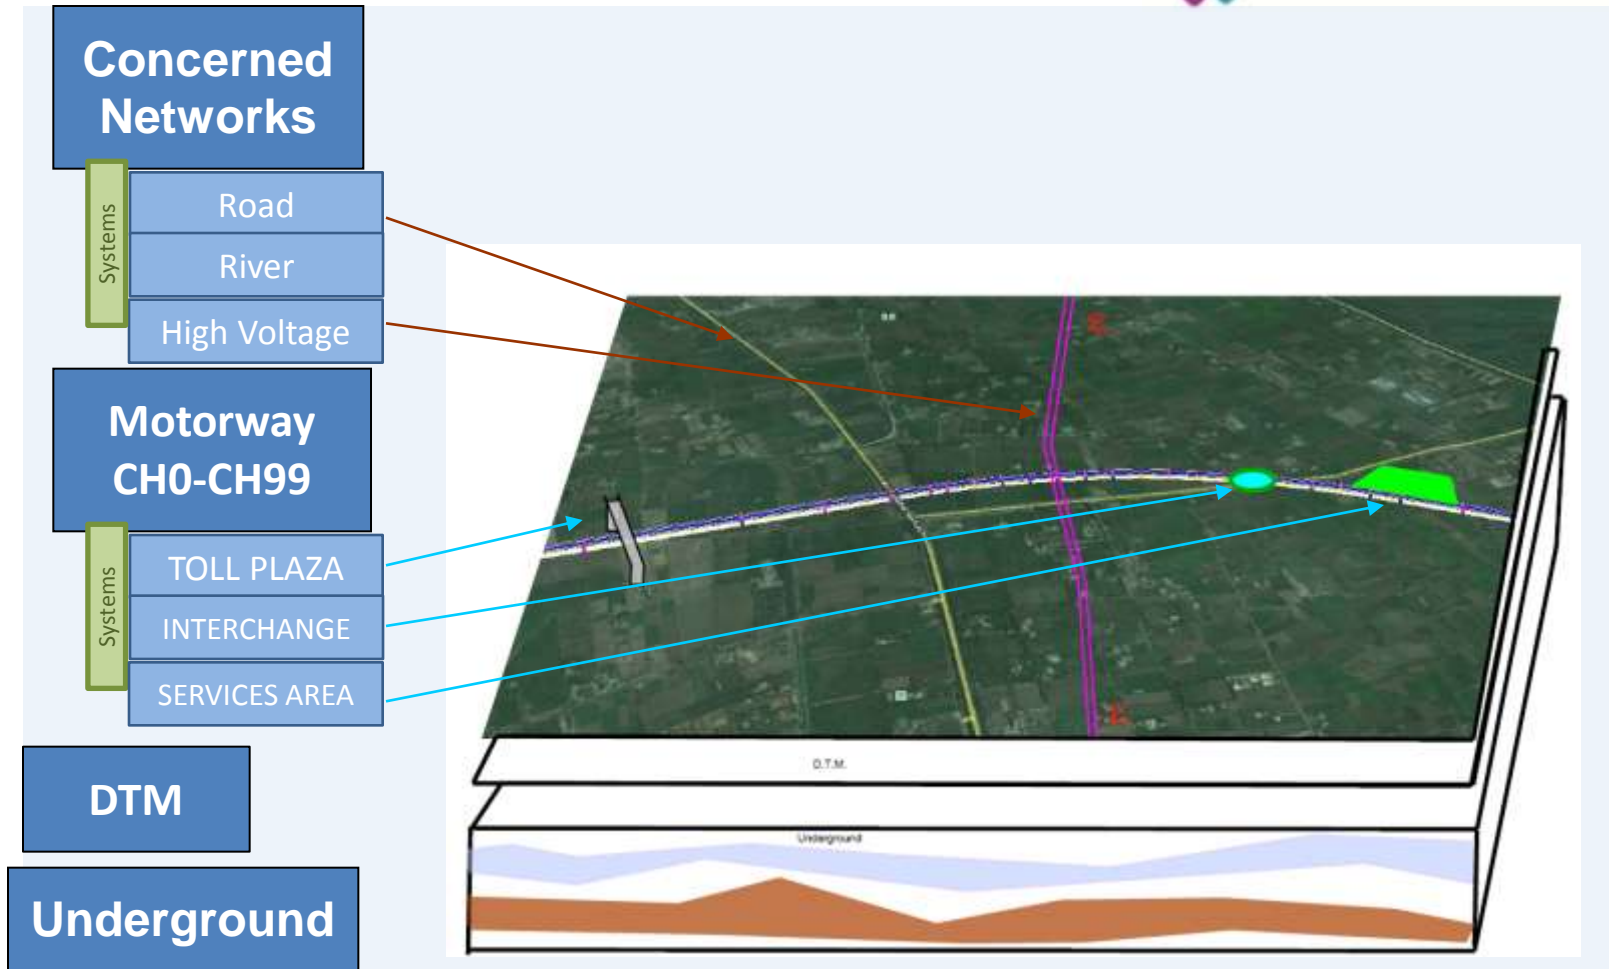 Concerned
Networks
Systems
Road
River
High Voltage
Motorway
CH0-CH99
Systems
TOLL PLAZA
INTERCHANGE
SERVICES AREA
DTM
Underground
D.T.M.
Underground